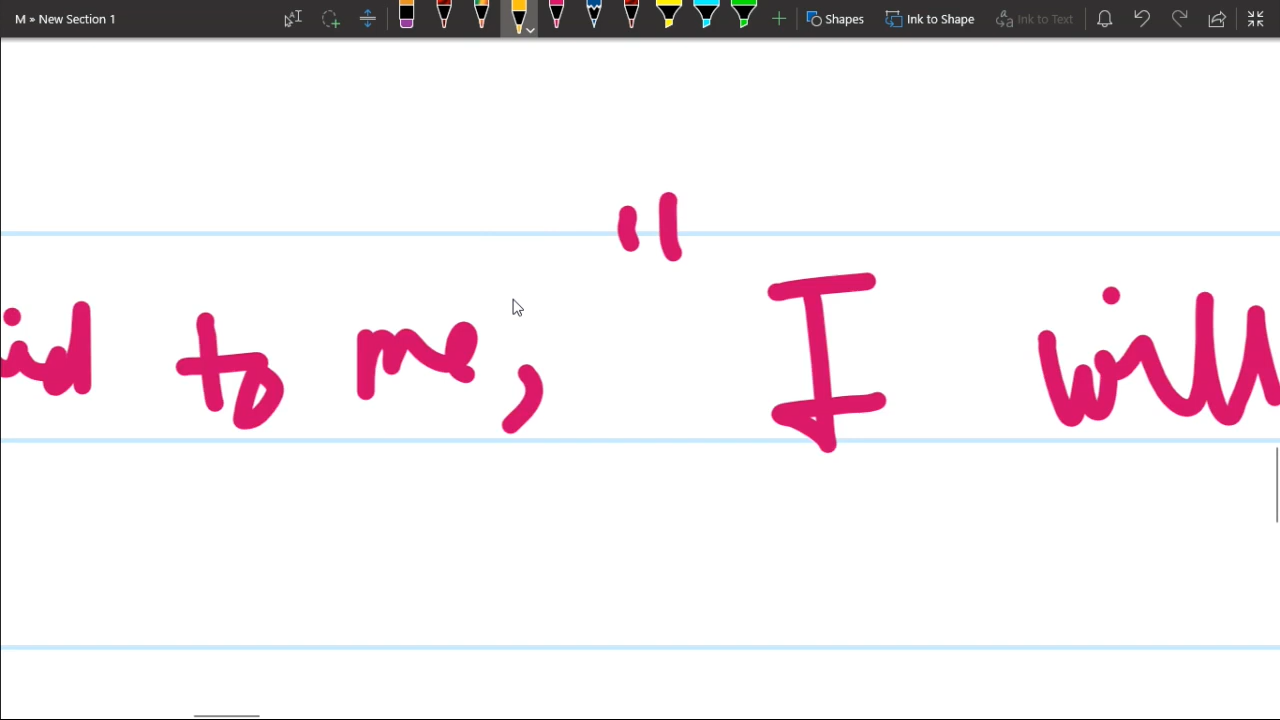 M » New Section 1 Shapes Ink to Shape Ink to Text
id to me, " I will